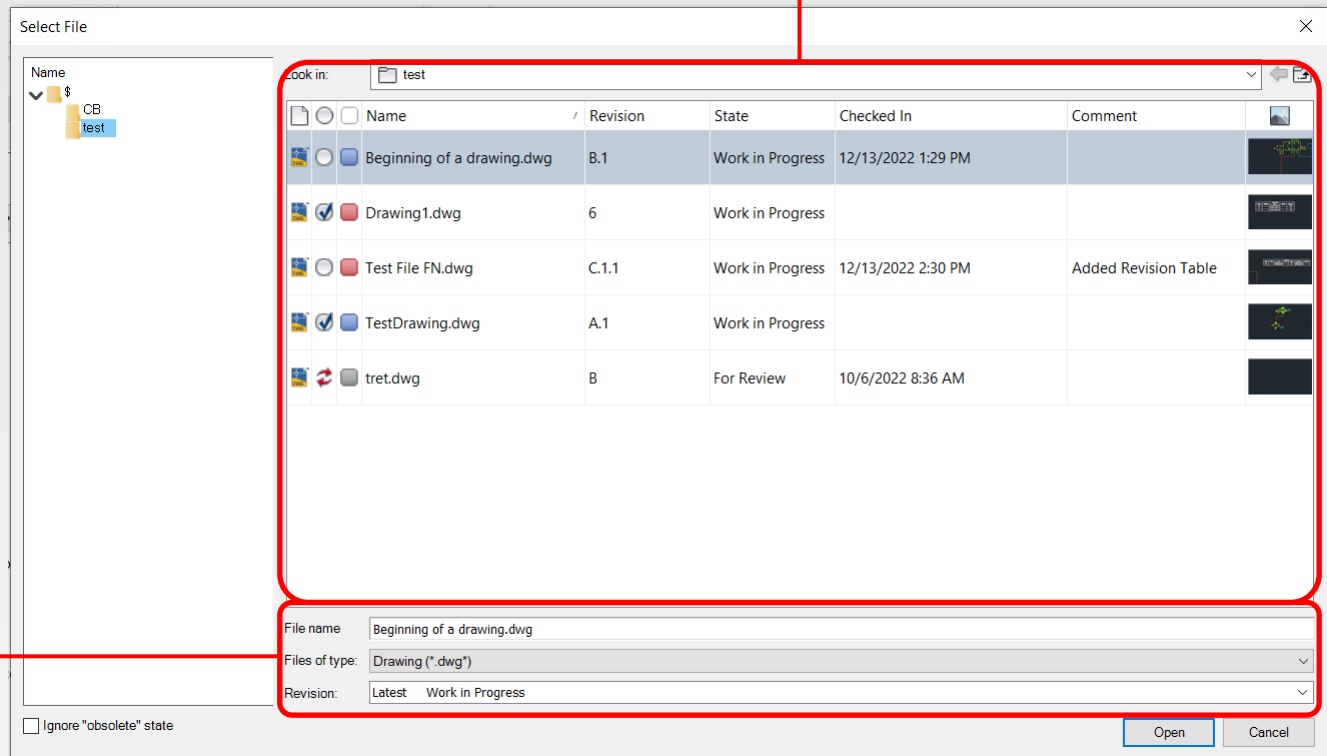 Select File
Name
$
CB
test
Look in: test
Name Revision State Checked In Comment
Beginning of a drawing.dwg B.1 Work in Progress 12/13/2022 1:29 PM
Drawing1.dwg 6 Work in Progress
Test File FN.dwg C.1.1 Work in Progress 12/13/2022 2:30 PM Added Revision Table
TestDrawing.dwg A.1 Work in Progress
tret.dwg B For Review 10/6/2022 8:36 AM
File name Beginning of a drawing.dwg
Files of type: Drawing (*.dwg*)
Revision: Latest Work in Progress
Ignore "obsolete" state
Open Cancel